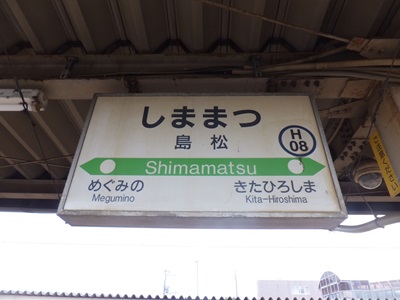 しままつ
島松
H
08
Shimamatsu
めぐみの
Megumino
きたひろしま
Kita-Hiroshima